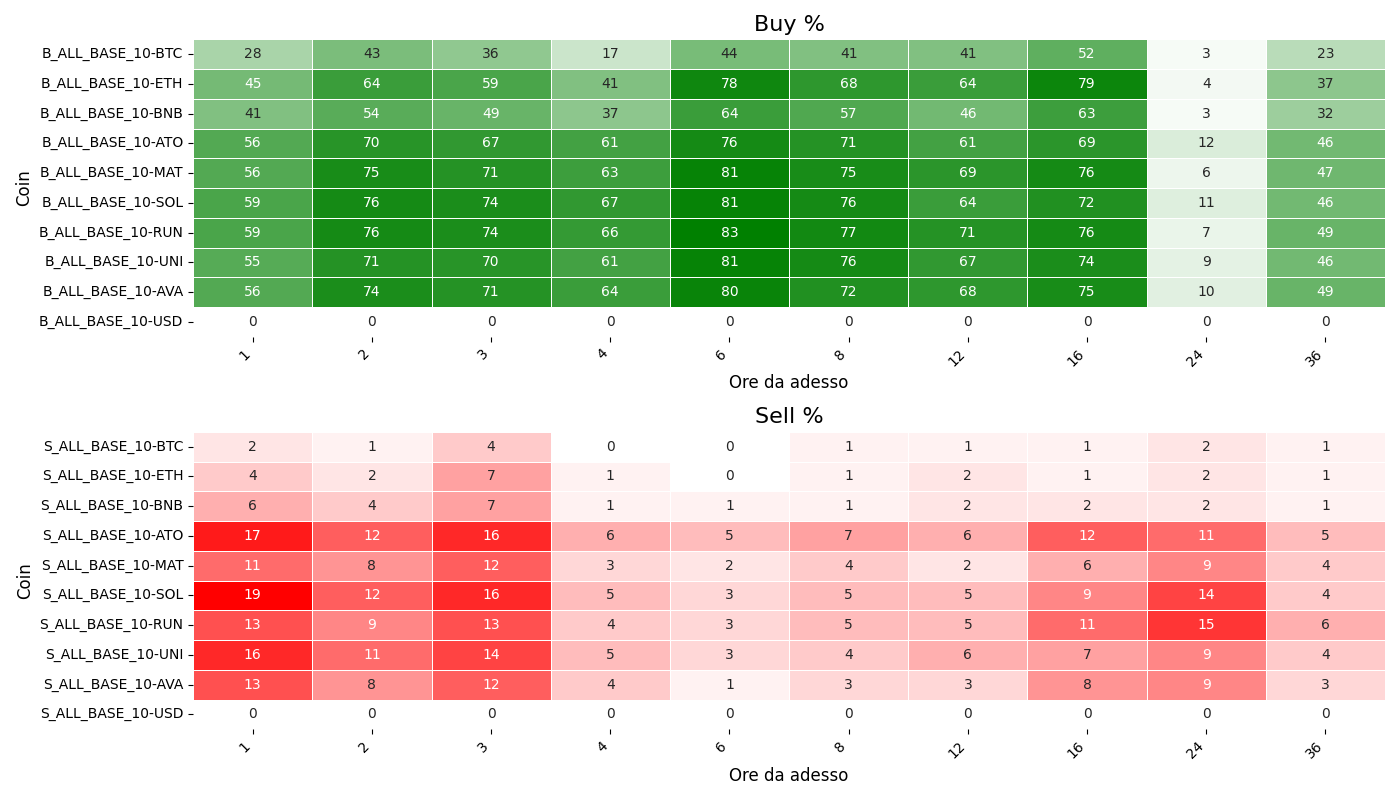 Buy %
Coin
B_ALL_BASE_10-BTC 28 43 36 17 44 41 41 52 3 23
B_ALL_BASE_10-ETH 45 64 59 41 78 68 64 79 4 37
B_ALL_BASE_10-BNB 41 54 49 37 64 57 46 63 3 32
B_ALL_BASE_10-ATO 56 70 67 61 76 71 61 69 12 46
B_ALL_BASE_10-MAT 56 75 71 63 81 75 69 76 6 47
B_ALL_BASE_10-SOL 59 76 74 67 81 76 64 72 11 46
B_ALL_BASE_10-RUN 59 76 74 66 83 77 71 76 7 49
B_ALL_BASE_10-UNI 55 71 70 61 81 76 67 74 9 46
B_ALL_BASE_10-AVA 56 74 71 64 80 72 68 75 10 49
B_ALL_BASE_10-USD 0 0 0 0 0 0 0 0 0 0
1 2 3 4 6 8 12 16 24 36
Ore da adesso
Sell %
Coin
S_ALL_BASE_10-BTC 2 1 4 0 0 1 1 1 2 1
S_ALL_BASE_10-ETH 4 2 7 1 0 1 2 1 2 1
S_ALL_BASE_10-BNB 6 4 7 1 1 1 2 2 2 1
S_ALL_BASE_10-ATO 17 12 16 6 5 7 6 12 11 5
S_ALL_BASE_10-MAT 11 8 12 3 2 4 2 6 9 4
S_ALL_BASE_10-SOL 19 12 16 5 3 5 5 9 14 4
S_ALL_BASE_10-RUN 13 9 13 4 3 5 5 11 15 6
S_ALL_BASE_10-UNI 16 11 14 5 3 4 6 7 9 4
S_ALL_BASE_10-AVA 13 8 12 4 1 3 3 8 9 3
S_ALL_BASE_10-USD 0 0 0 0 0 0 0 0 0 0
1 2 3 4 6 8 12 16 24 36
Ore da adesso